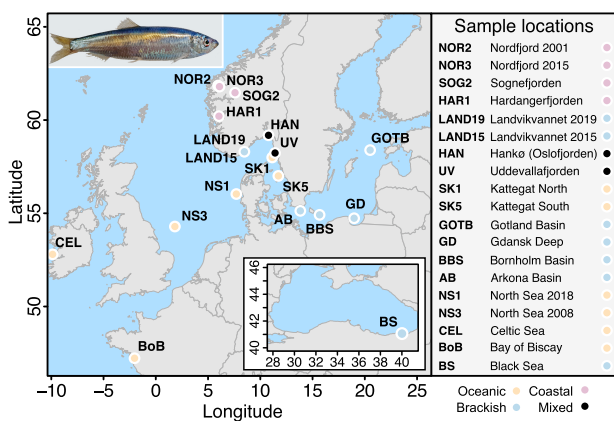 Sample locations
NOR2 Nordfjord 2001
NOR3 Nordfjord 2015
SOG2 Sognefjorden
HAR1 Hardangerfjorden
LAND19 Landvikvannet 2019
LAND15 Landvikvannet 2015
HAN Hankø (Oslofjorden)
UV Uddevallafjorden
SK1 Kattegat North
SK5 Kattegat South
GOTB Gotland Basin
GD Gdansk Deep
BBS Bornholm Basin
AB Arkona Basin
NS1 North Sea 2018
NS3 North Sea 2008
CEL Celtic Sea
BoB Bay of Biscay
BS Black Sea
Oceanic Coastal
Brackish Mixed
65
60
55
50
Latitude
NOR2 NOR3
SOG2
HAR1
HAN
LAND19
UV
GOTB
LAND15
SK1
SK5
NS1
NS3
AB
BBS
GD
CEL
BoB
46
45
44
43
42
41
40
BS
28 32 36 40 44
−10 −5 0 5 10 15 20 25
Longitude